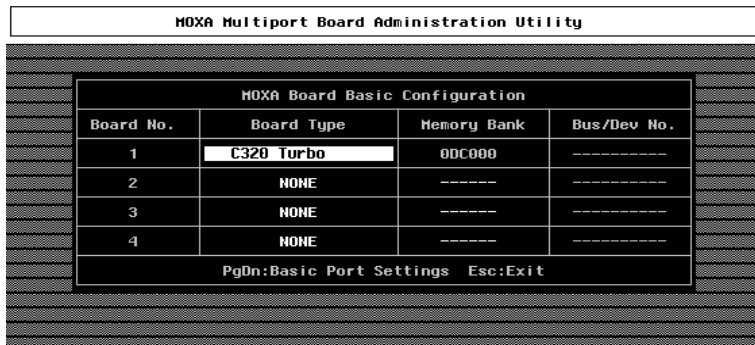 MOXA Multiport Board Administration Utility
MOXA Board Basic Configuration
Board No. Board Type Memory Bank Bus/Dev No.
1 C320 Turbo 0DC000 ----------
2 NONE ------ ----------
3 NONE ------ ----------
4 NONE ------ ----------
PgDn:Basic Port Settings Esc:Exit